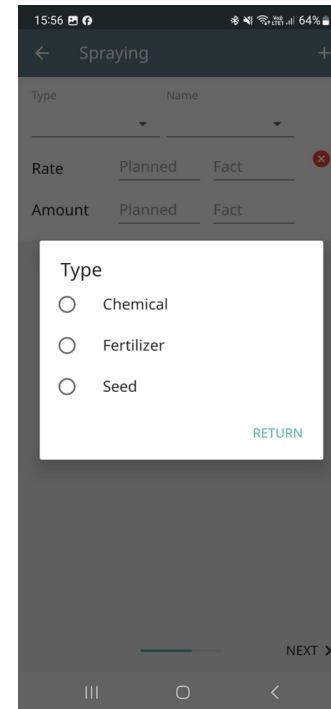 15:56 64%
Spraying +
Type Name
Rate Planned Fact
Amount Planned Fact
Type
Chemical
Fertilizer
Seed
RETURN
NEXT